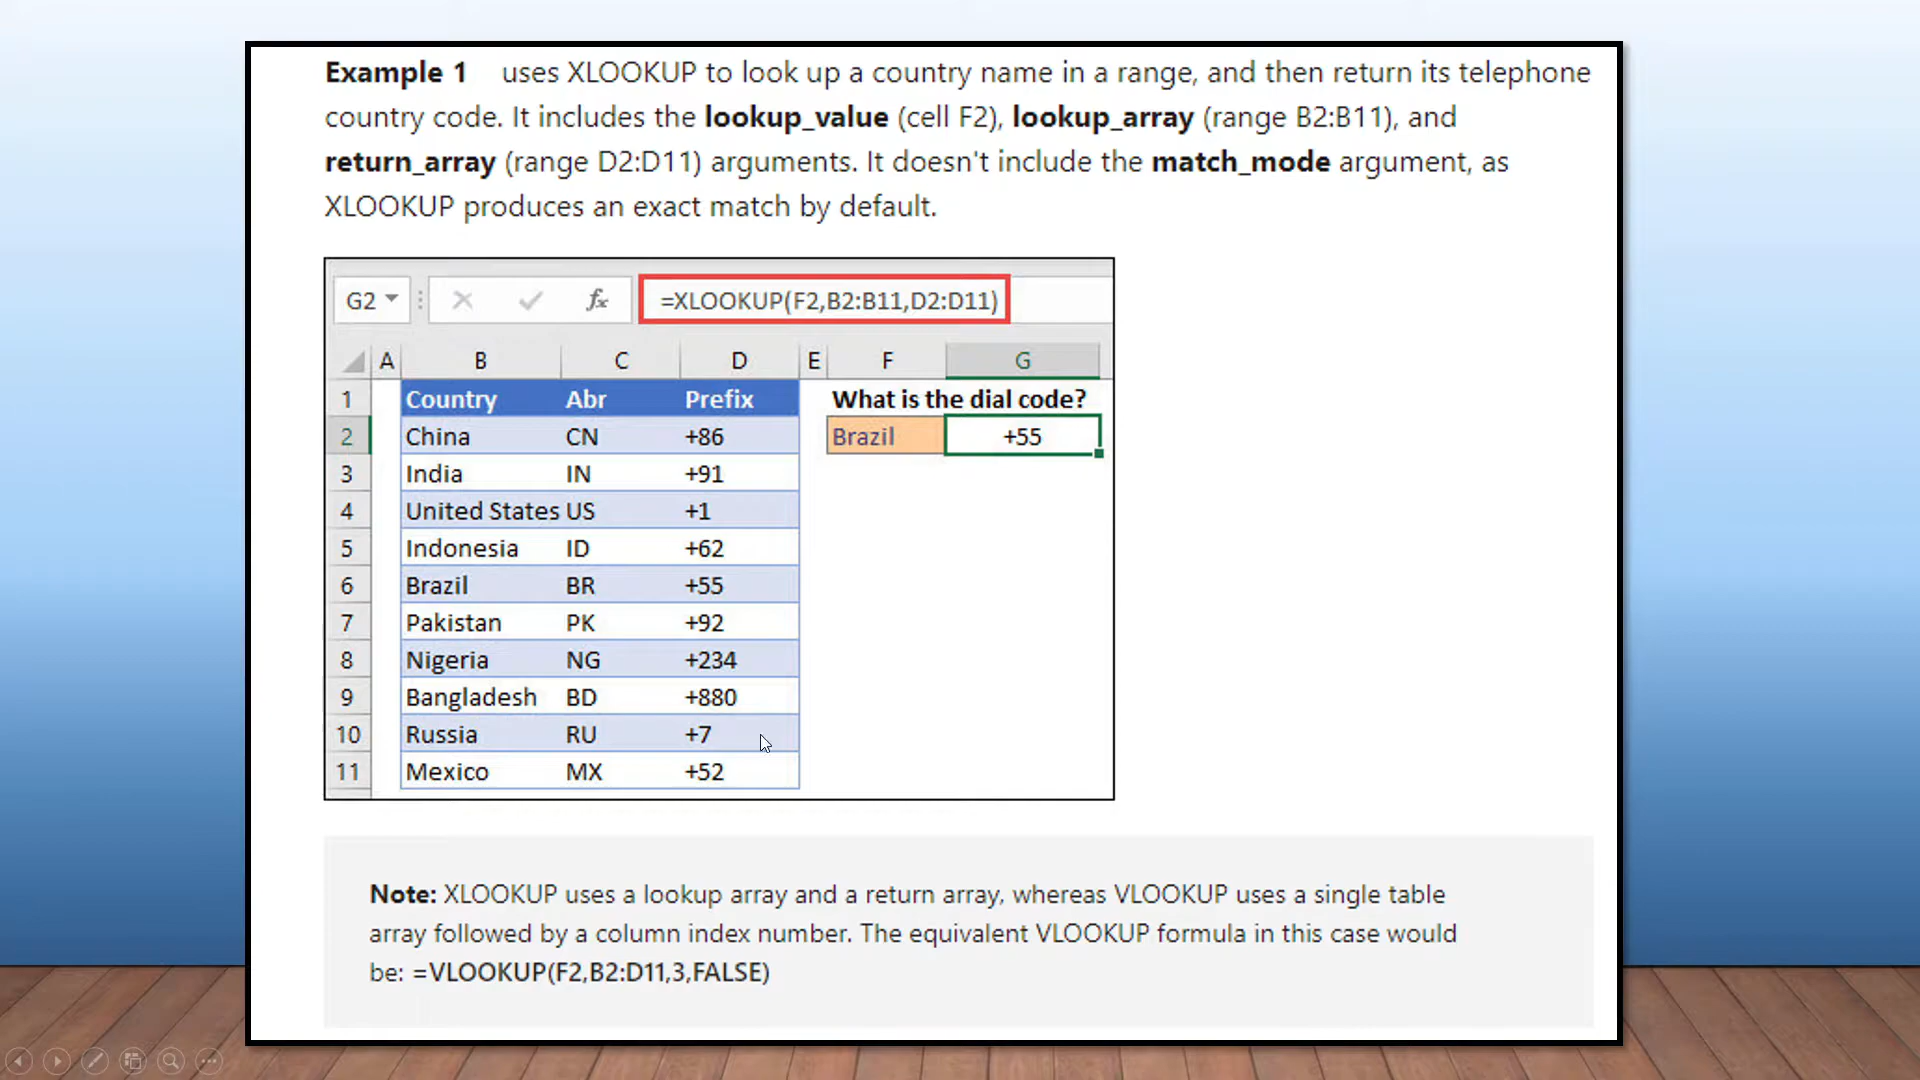 Example 1 uses XLOOKUP to look up a country name in a range, and then return its telephone
country code. It includes the lookup_value (cell F2), lookup_array (range B2:B11), and
return_array (range D2:D11) arguments. It doesn't include the match_mode argument, as
XLOOKUP produces an exact match by default.
G2 fx =XLOOKUP(F2,B2:B11,D2:D11)
A B C D E F G
1 Country Abr Prefix What is the dial code?
2 China CN +86 Brazil +55
3 India IN +91
4 United States US +1
5 Indonesia ID +62
6 Brazil BR +55
7 Pakistan PK +92
8 Nigeria NG +234
9 Bangladesh BD +880
10 Russia RU +7
11 Mexico MX +52
Note: XLOOKUP uses a lookup array and a return array, whereas VLOOKUP uses a single table
array followed by a column index number. The equivalent VLOOKUP formula in this case would
be: =VLOOKUP(F2,B2:D11,3,FALSE)